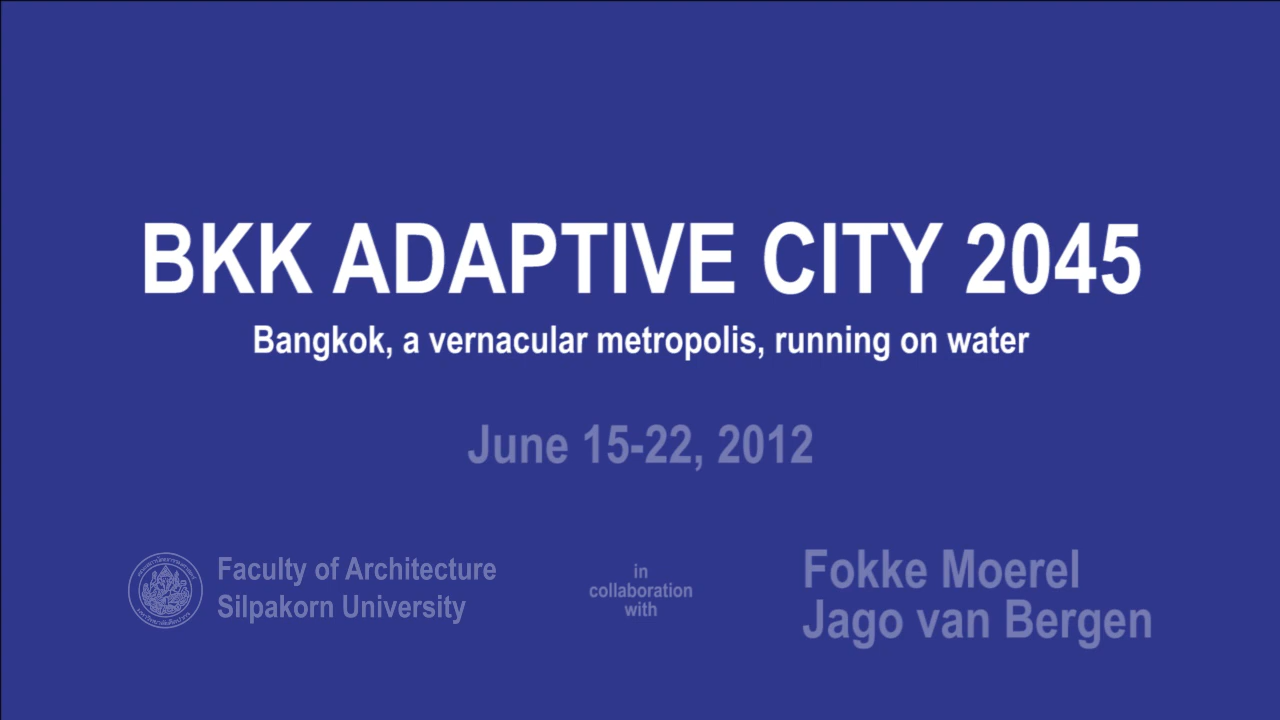 BKK ADAPTIVE CITY 2045
Bangkok, a vernacular metropolis, running on water
June 15-22, 2012
Faculty of Architecture
Silpakorn University
in
collaboration
with
Fokke Moerel
Jago van Bergen